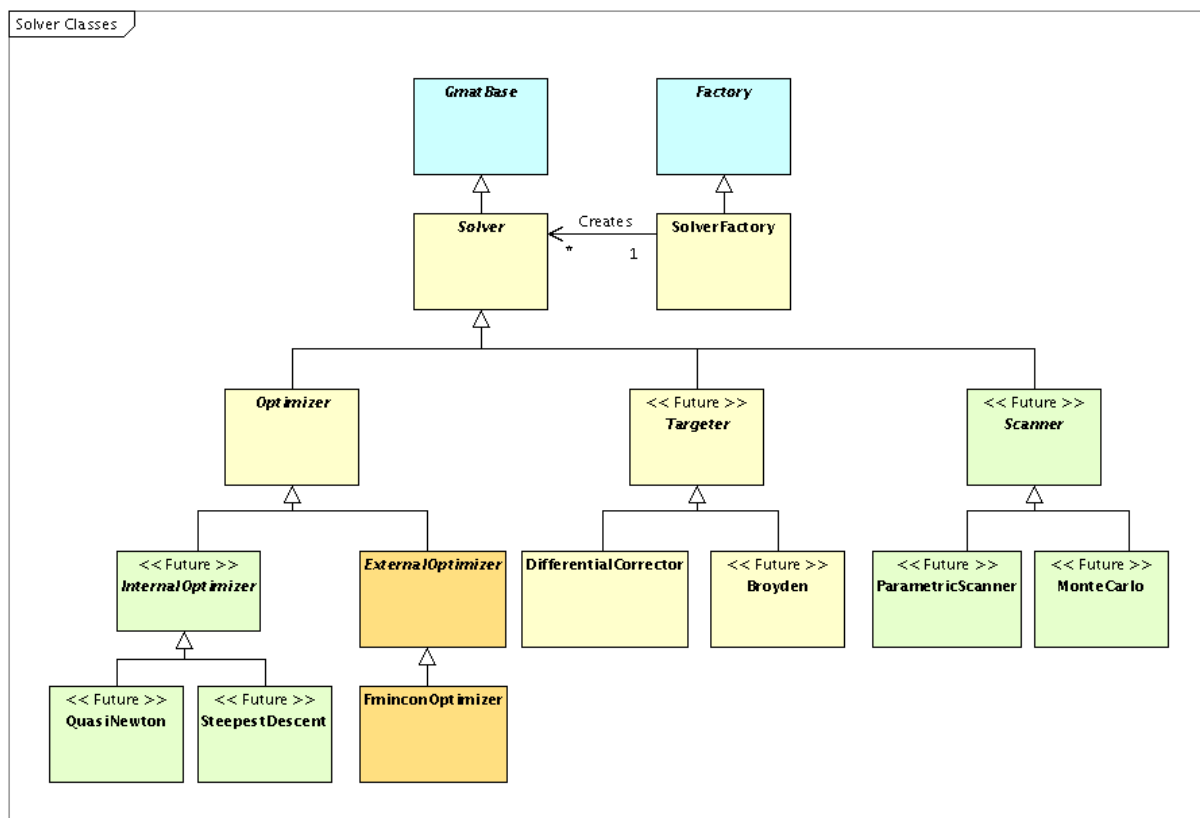 Solver Classes
GmatBase
Factory
Solver
Creates
*
1
SolverFactory
Optimizer
<< Future >>
Targeter
<< Future >>
Scanner
<< Future >>
InternalOptimizer
ExternalOptimizer
DifferentialCorrector
<< Future >>
Broyden
<< Future >>
ParametricScanner
<< Future >>
MonteCarlo
<< Future >>
QuasiNewton
<< Future >>
SteepestDescent
FminconOptimizer